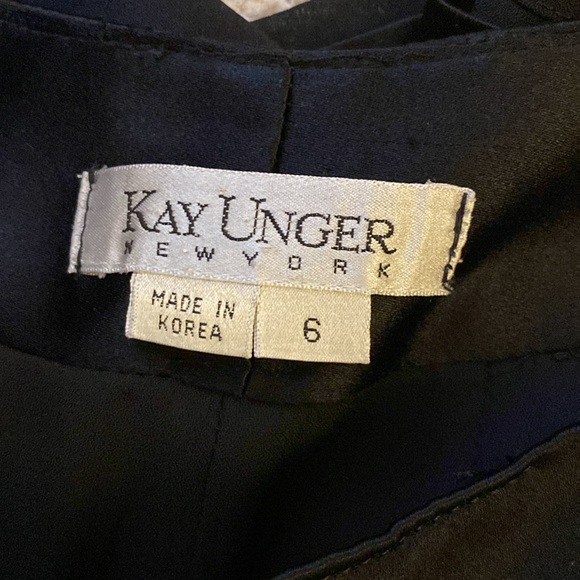 KAY UNGER
NEW YORK
MADE IN
KOREA
6